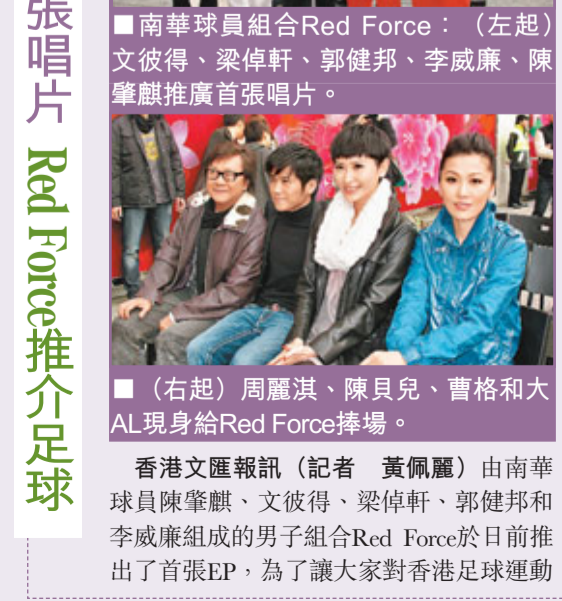 張唱片 Red Force推介足球
■南華球員組合Red Force：（左起）
文彼得、梁倬軒、郭健邦、李威廉、陳
肇麒推廣首張唱片。
■（右起）周麗淇、陳貝兒、曹格和大
AL現身給Red Force捧場。
香港文匯報訊（記者　黃佩麗）由南華
球員陳肇麒、文彼得、梁倬軒、郭健邦和
李威廉組成的男子組合Red Force於日前推
出了首張EP，為了讓大家對香港足球運動